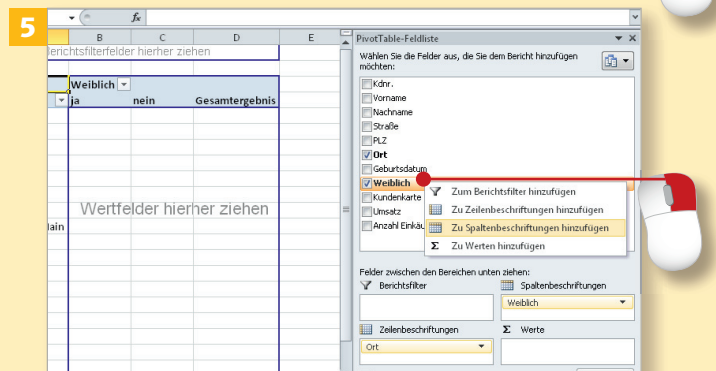 5
fx
B C D E
Berichtsfilterfelder hierher ziehen
Weiblich
ja nein Gesamtergebnis
Wertfelder hierher ziehen
PivotTable-Feldliste
Wählen Sie die Felder aus, die Sie dem Bericht hinzufügen
möchten:
Kdnr.
Vorname
Nachname
Straße
PLZ
Ort
Geburtsdatum
Weiblich
Kundenkarte
Umsatz
Anzahl Einkäu
Zum Berichtsfilter hinzufügen
Zu Zeilenbeschriftungen hinzufügen
Zu Spaltenbeschriftungen hinzufügen
Σ Zu Werten hinzufügen
Felder zwischen den Bereichen unten ziehen:
Berichtsfilter
Spaltenbeschriftungen
Weiblich
Zeilenbeschriftungen
Σ Werte
Ort